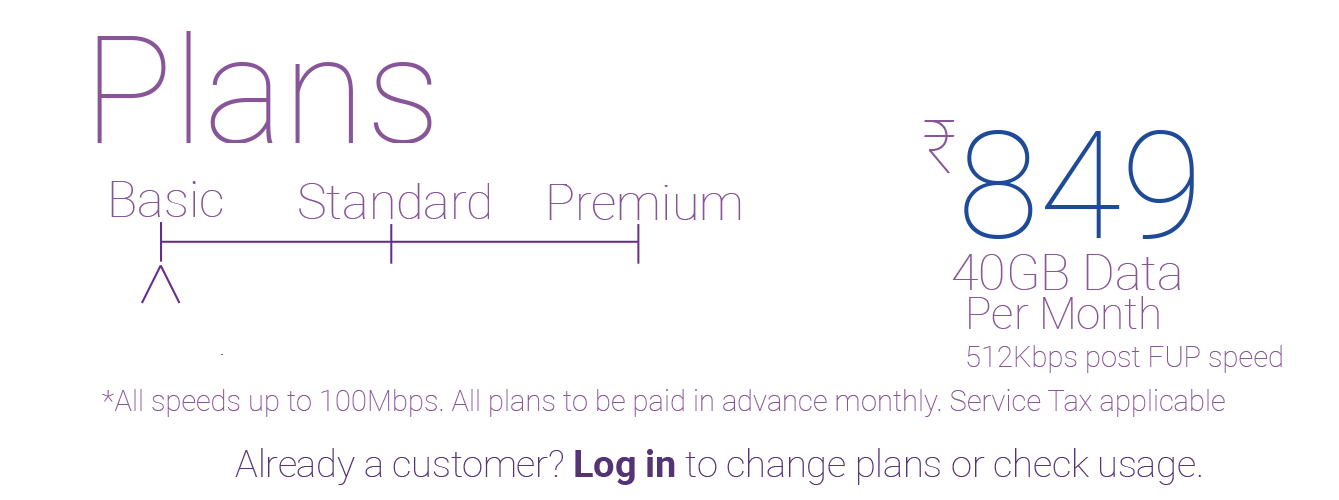 Plans
Basic Standard Premium
₹849
40GB Data
Per Month
512Kbps post FUP speed
*All speeds up to 100Mbps. All plans to be paid in advance monthly. Service Tax applicable
Already a customer? Log in to change plans or check usage.